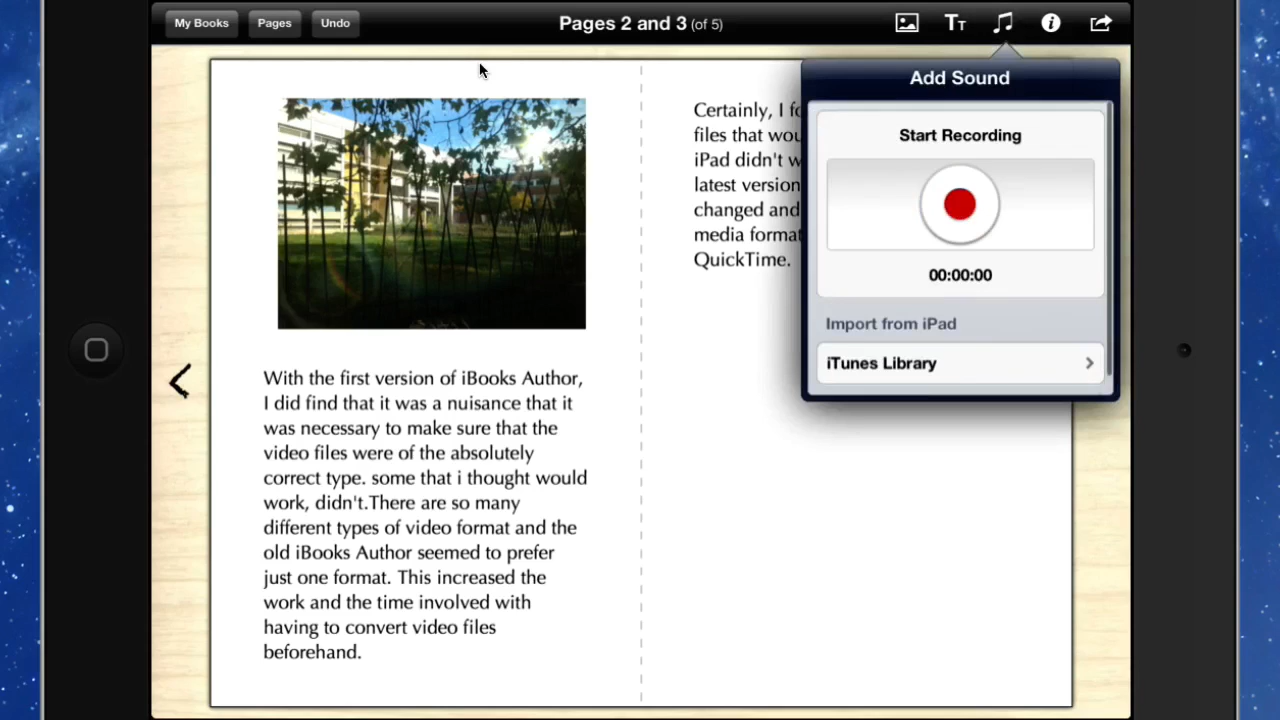 My Books Pages Undo Pages 2 and 3 (of 5) TT i
With the first version of iBooks Author,
I did find that it was a nuisance that it
was necessary to make sure that the
video files were of the absolutely
correct type. some that i thought would
work, didn't.There are so many
different types of video format and the
old iBooks Author seemed to prefer
just one format. This increased the
work and the time involved with
having to convert video files
beforehand.
Certainly, I
files that
iPad didn't
latest version
changed and
media
QuickTime.
Add Sound
Start Recording
00:00:00
Import from iPad
iTunes Library